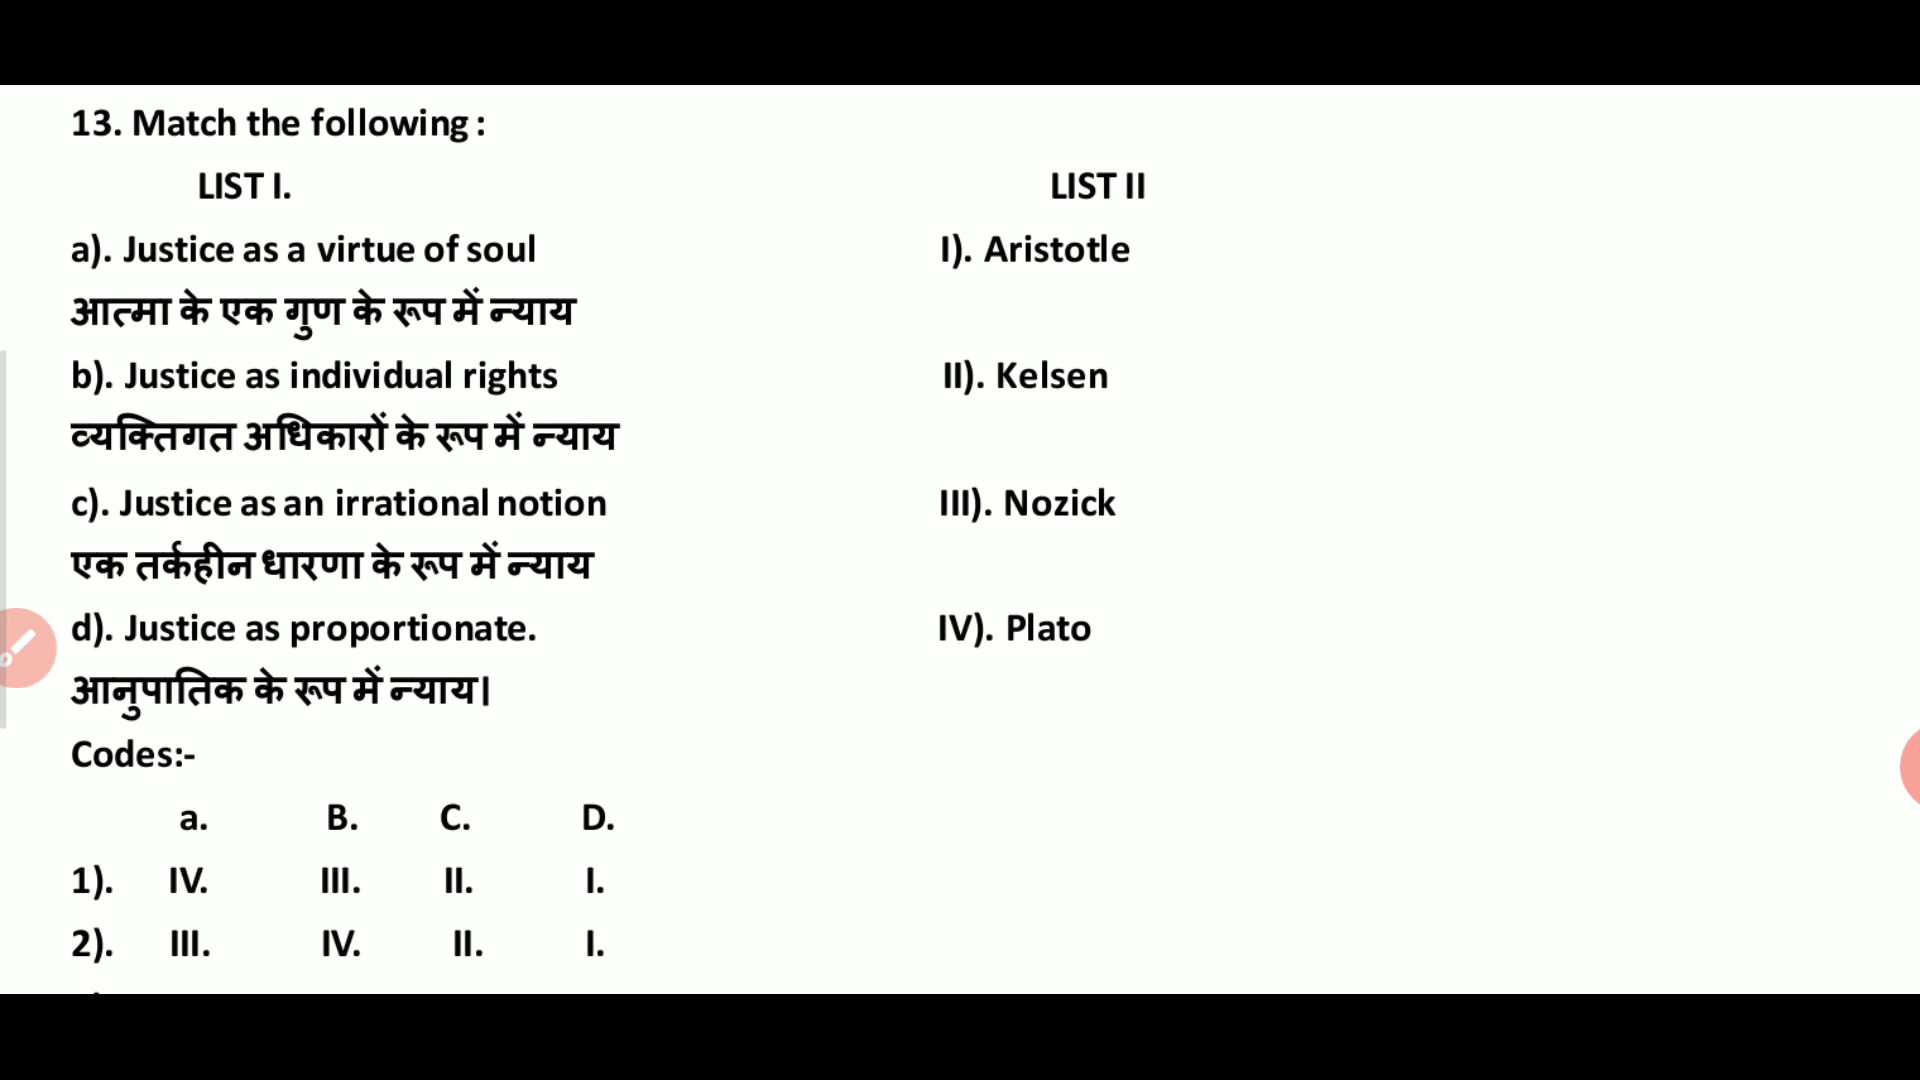 13. Match the following :
LIST I. LIST II
a). Justice as a virtue of soul I). Aristotle
आत्मा के एक गुण के रूप में न्याय
b). Justice as individual rights II). Kelsen
व्यक्तिगत अधिकारों के रूप में न्याय
c). Justice as an irrational notion III). Nozick
एक तर्कहीन धारणा के रूप में न्याय
d). Justice as proportionate. IV). Plato
आनुपातिक के रूप में न्याय।
Codes:-
a. B. C. D.
1). IV. III. II. I.
2). III. IV. II. I.